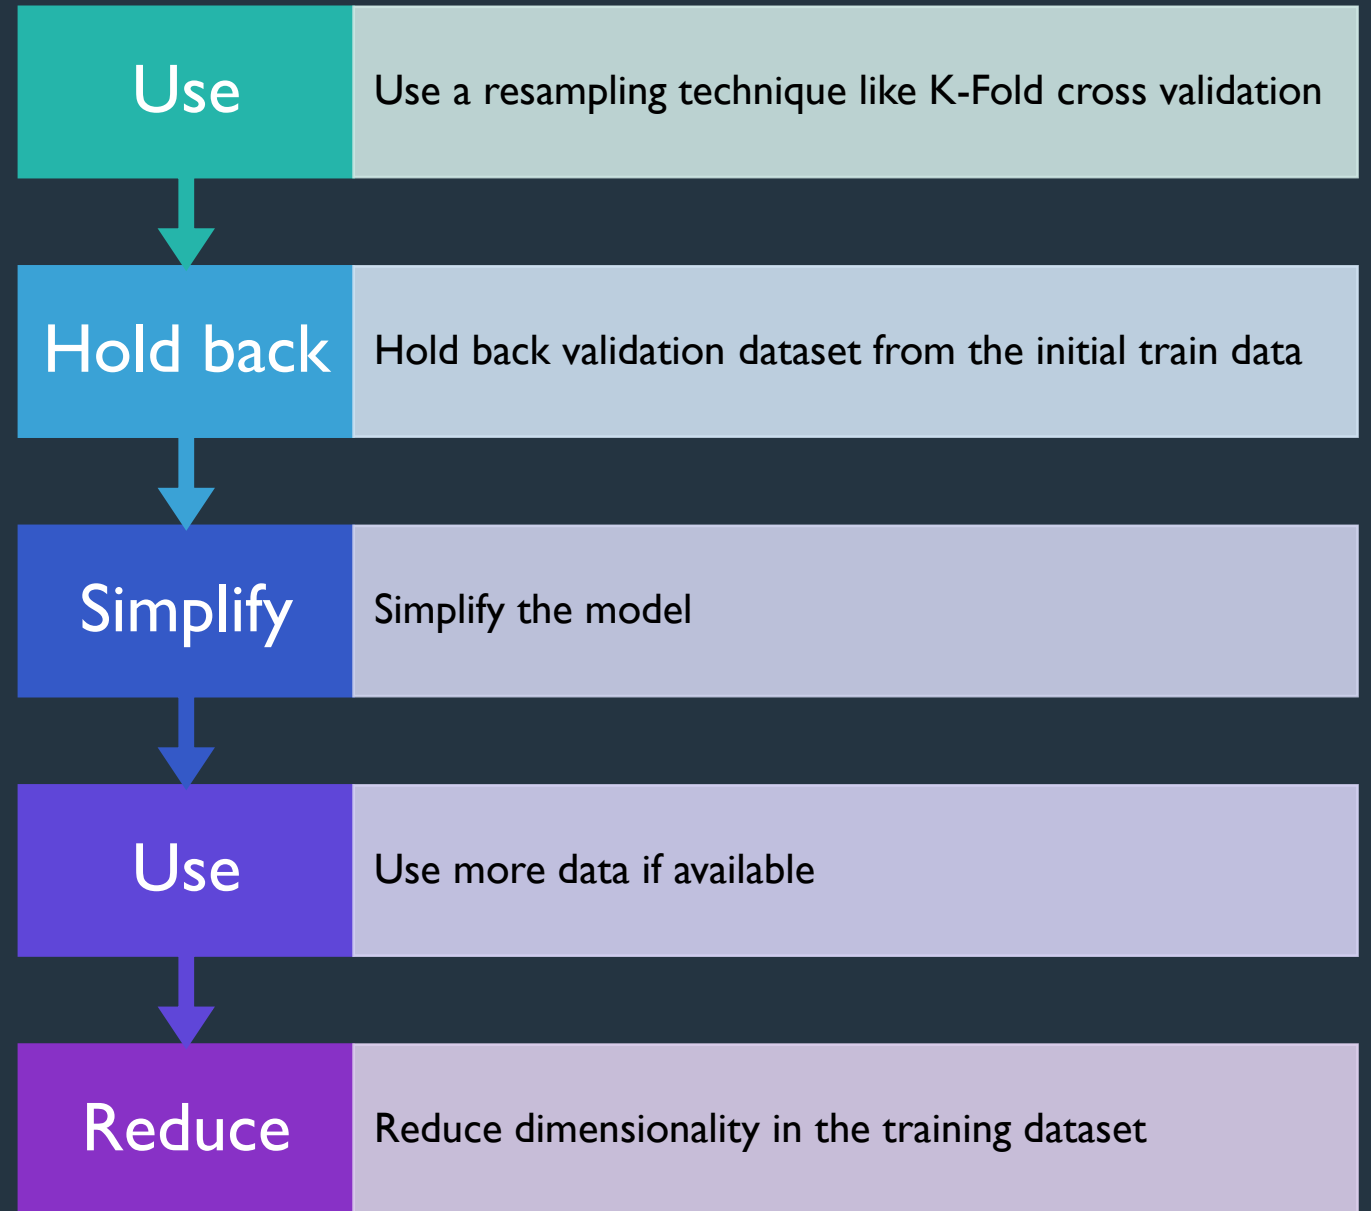 Use
Use a resampling technique like K-Fold cross validation
Hold back
Hold back validation dataset from the initial train data
Simplify
Simplify the model
Use
Use more data if available
Reduce
Reduce dimensionality in the training dataset